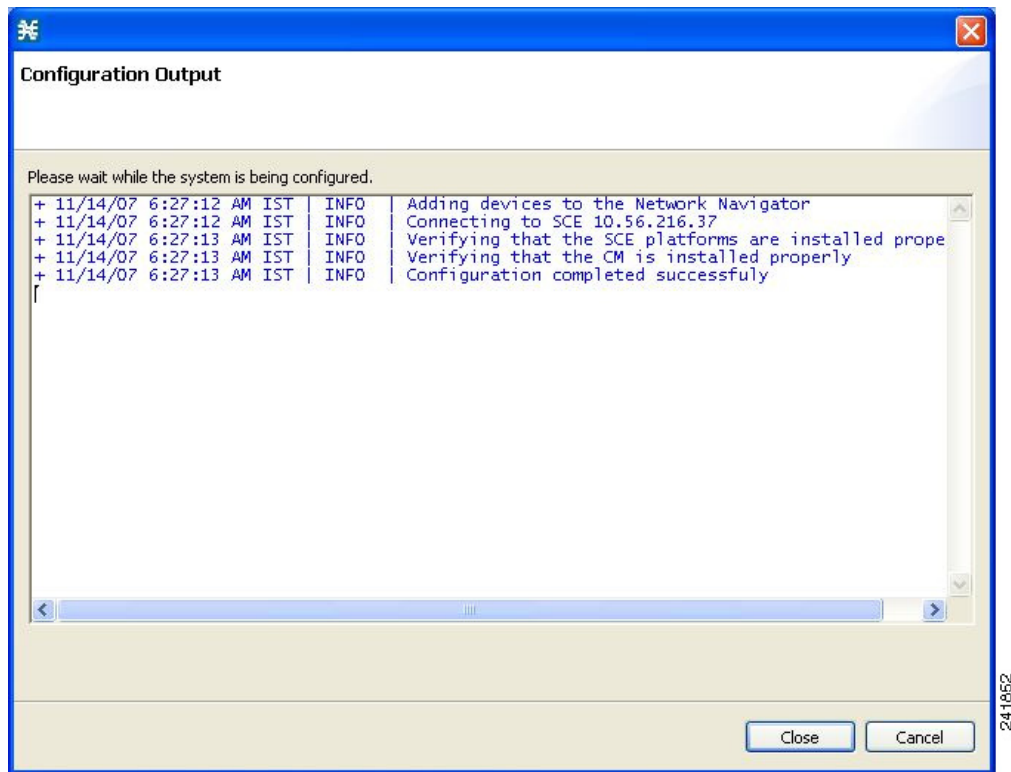 Configuration Output
Please wait while the system is being configured.
+ 11/14/07 6:27:12 AM IST | INFO | Adding devices to the Network Navigator
+ 11/14/07 6:27:12 AM IST | INFO | Connecting to SCE 10.56.216.37
+ 11/14/07 6:27:13 AM IST | INFO | Verifying that the SCE platforms are installed prope
+ 11/14/07 6:27:13 AM IST | INFO | Verifying that the CM is installed properly
+ 11/14/07 6:27:13 AM IST | INFO | Configuration completed successfuly
Close
Cancel
241852